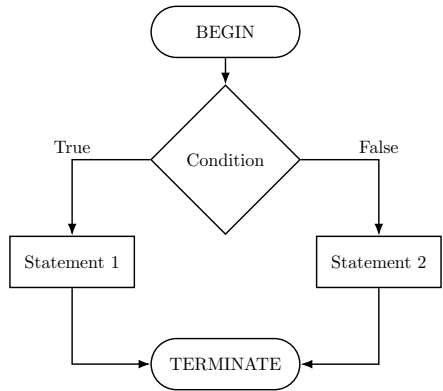 BEGIN
True
False
Condition
Statement 1
Statement 2
TERMINATE